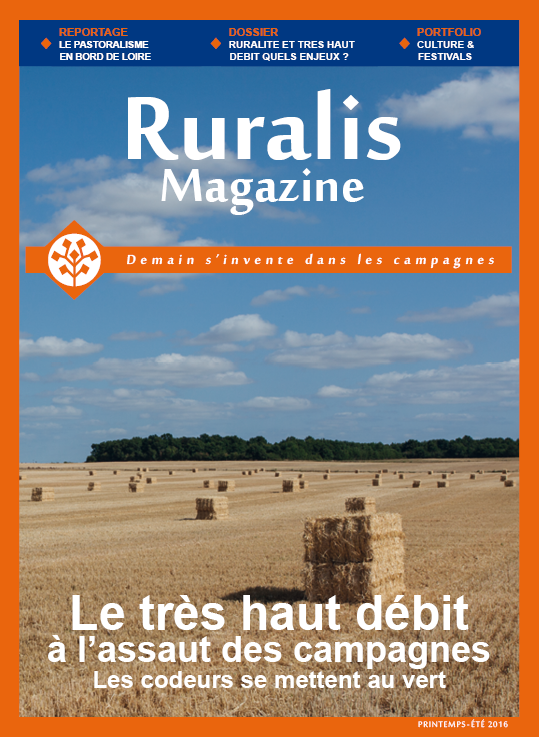 REPORTAGE
LE PASTORALISME
EN BORD DE LOIRE
DOSSIER
RURALITE ET TRES HAUT
DEBIT QUELS ENJEUX ?
PORTFOLIO
CULTURE &
FESTIVALS
Ruralis
Magazine
Demain s'invente dans les campagnes
Le très haut débit
à l'assaut des campagnes
Les codeurs se mettent au vert
PRINTEMPS-ÉTÉ 2016